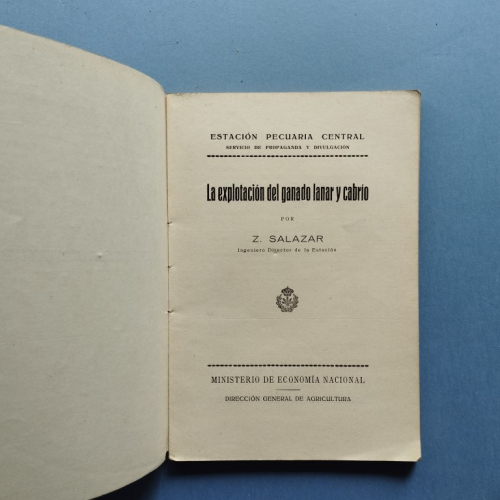 ESTACIÓN PECUARIA CENTRAL
SERVICIO DE PROPAGANDA Y DIVULGACIÓN
La explotación del ganado lanar y cabrío
POR
Z. SALAZAR
Ingeniero Director de la Estación
MINISTERIO DE ECONOMÍA NACIONAL
DIRECCIÓN GENERAL DE AGRICULTURA